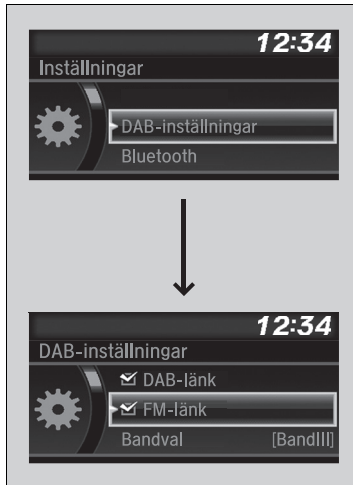 12:34
Inställningar
DAB-inställningar
Bluetooth
12:34
DAB-inställningar
DAB-länk
FM-länk
Bandval [BandIII]